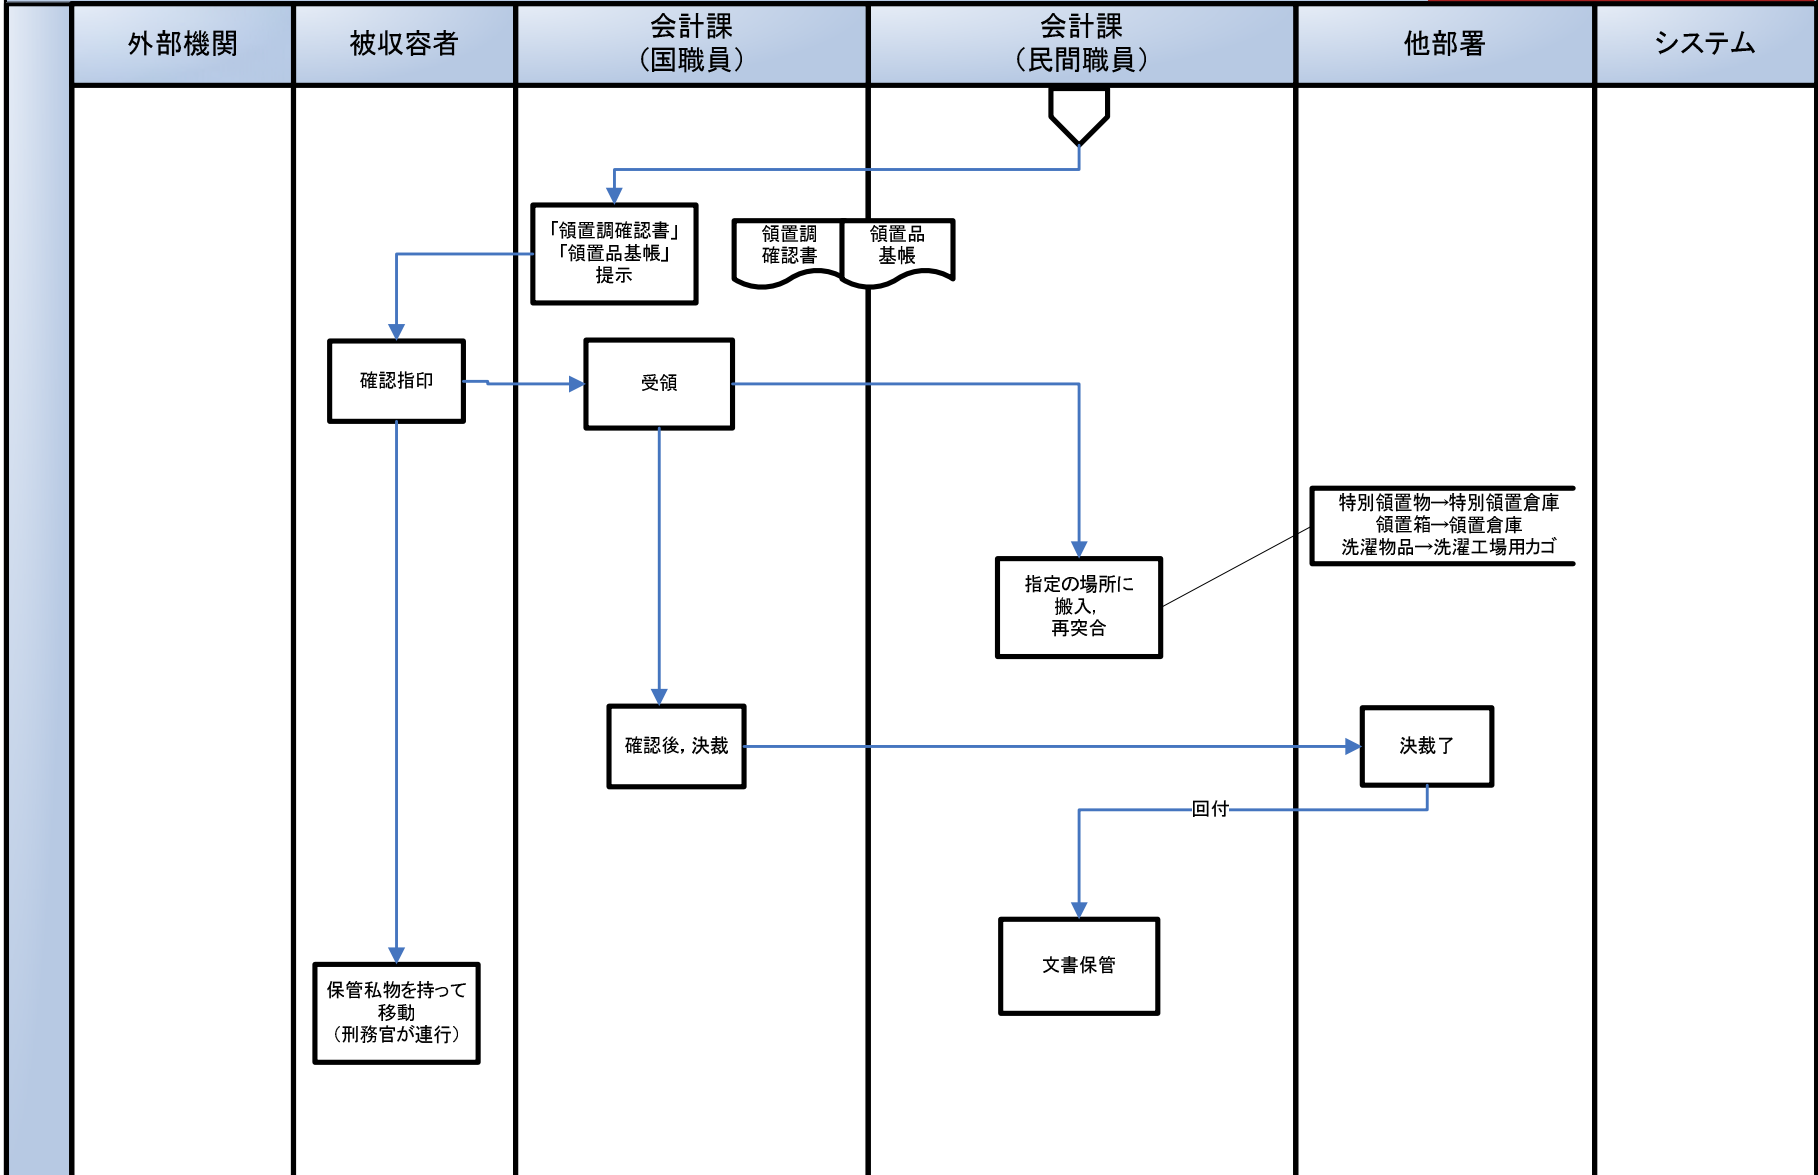 外部機関
被収容者
会計課
（国職員）
会計課
（民間職員）
他部署
システム
「領置調確認書」
「領置品基帳」
提示
領置調
確認書
領置品
基帳
確認指印
受領
特別領置物→特別領置倉庫
領置箱→領置倉庫
洗濯物品→洗濯工場用カゴ
指定の場所に
搬入，
再突合
確認後，決裁
決裁了
回付
文書保管
保管私物を持って
移動
（刑務官が連行）